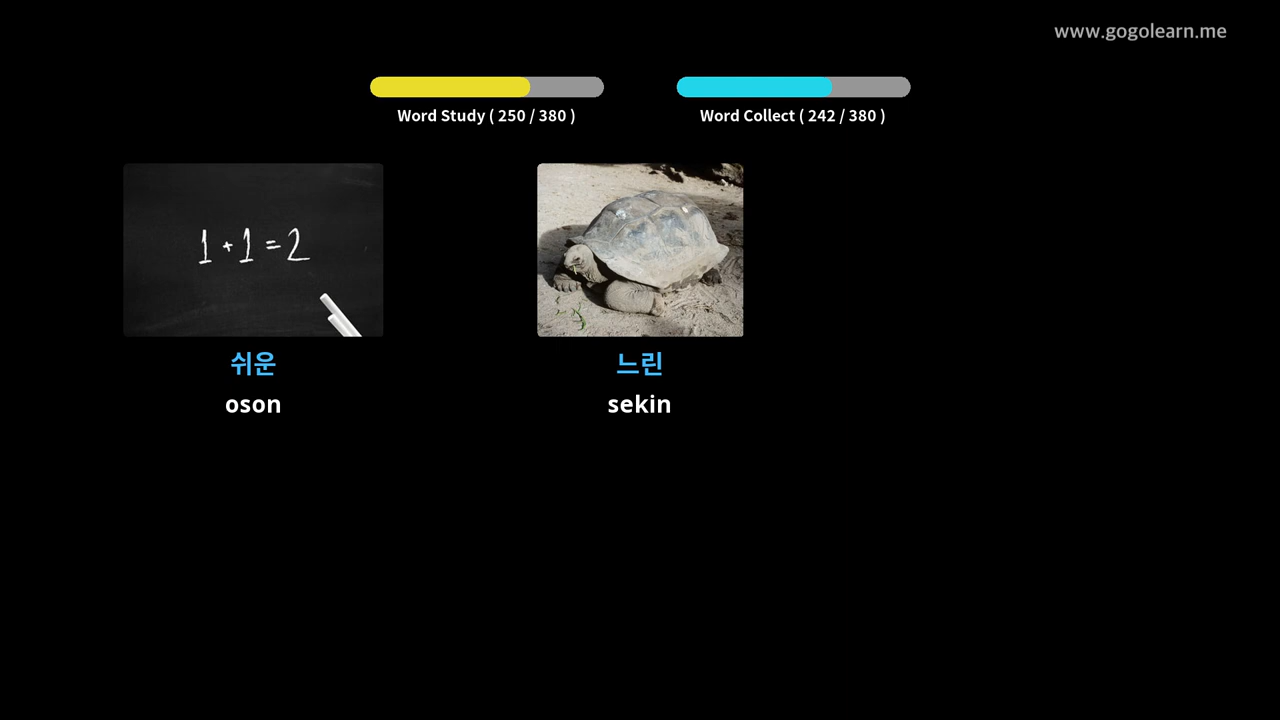 www.gogolearn.me
Word Study ( 250 / 380 )
Word Collect ( 242 / 380 )
1 + 1 = 2
쉬운
oson
느린
sekin